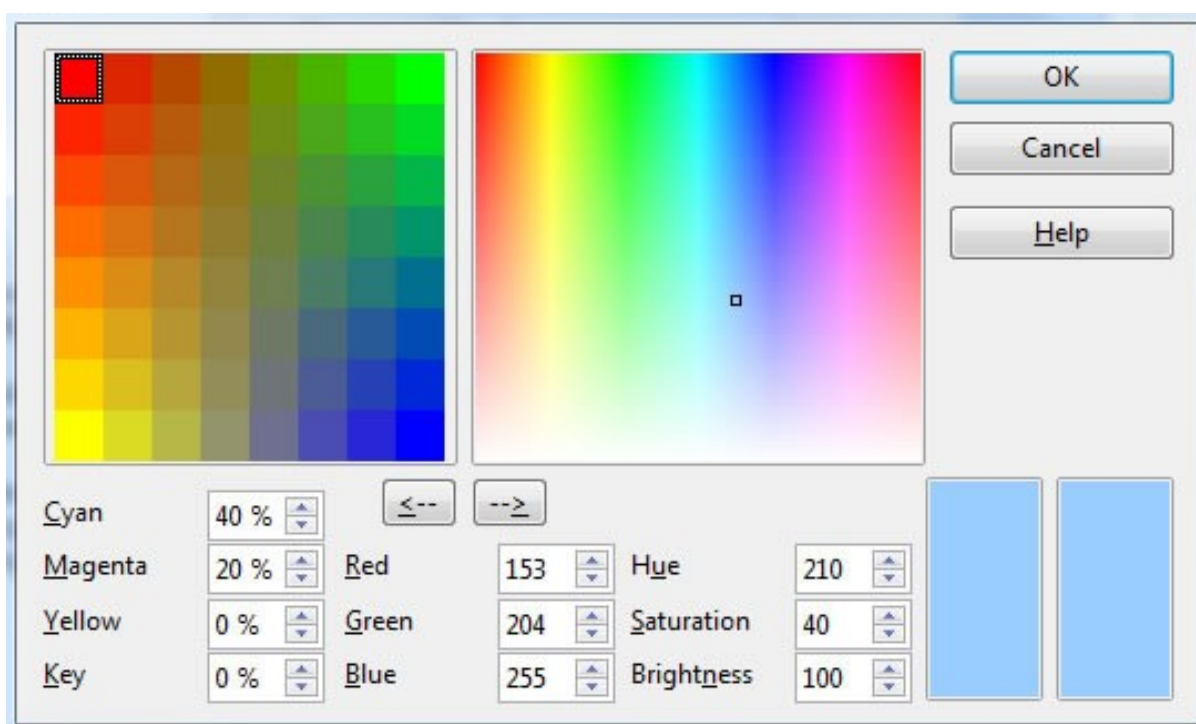 OK
Cancel
Help
<-- -->
Cyan 40 %
Magenta 20 % Red 153 Hue 210
Yellow 0 % Green 204 Saturation 40
Key 0 % Blue 255 Brightness 100